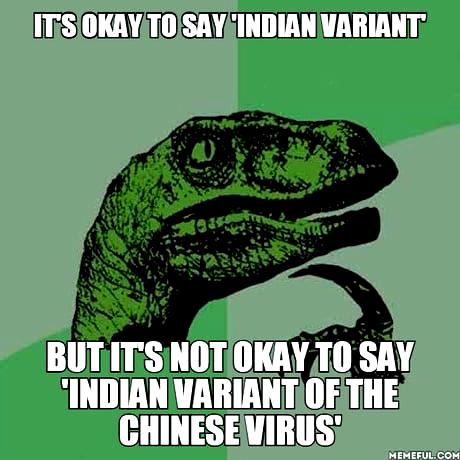 IT'S OKAY TO SAY 'INDIAN VARIANT'
BUT IT'S NOT OKAY TO SAY
'INDIAN VARIANT OF THE
CHINESE VIRUS'
MEMEFUL.COM